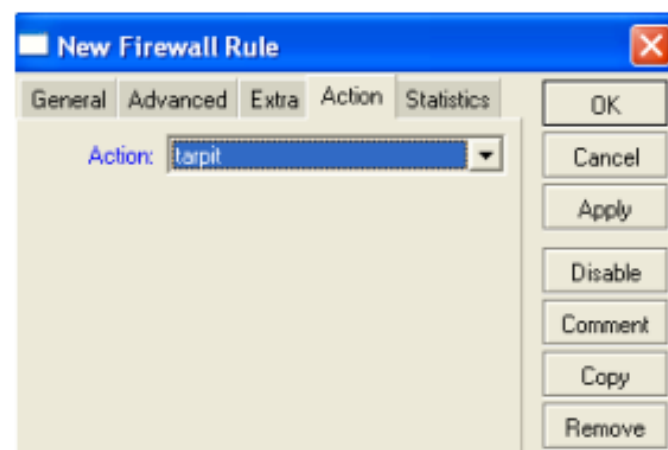 New Firewall Rule
General Advanced Extra Action Statistics
Action: tarpit
OK
Cancel
Apply
Disable
Comment
Copy
Remove